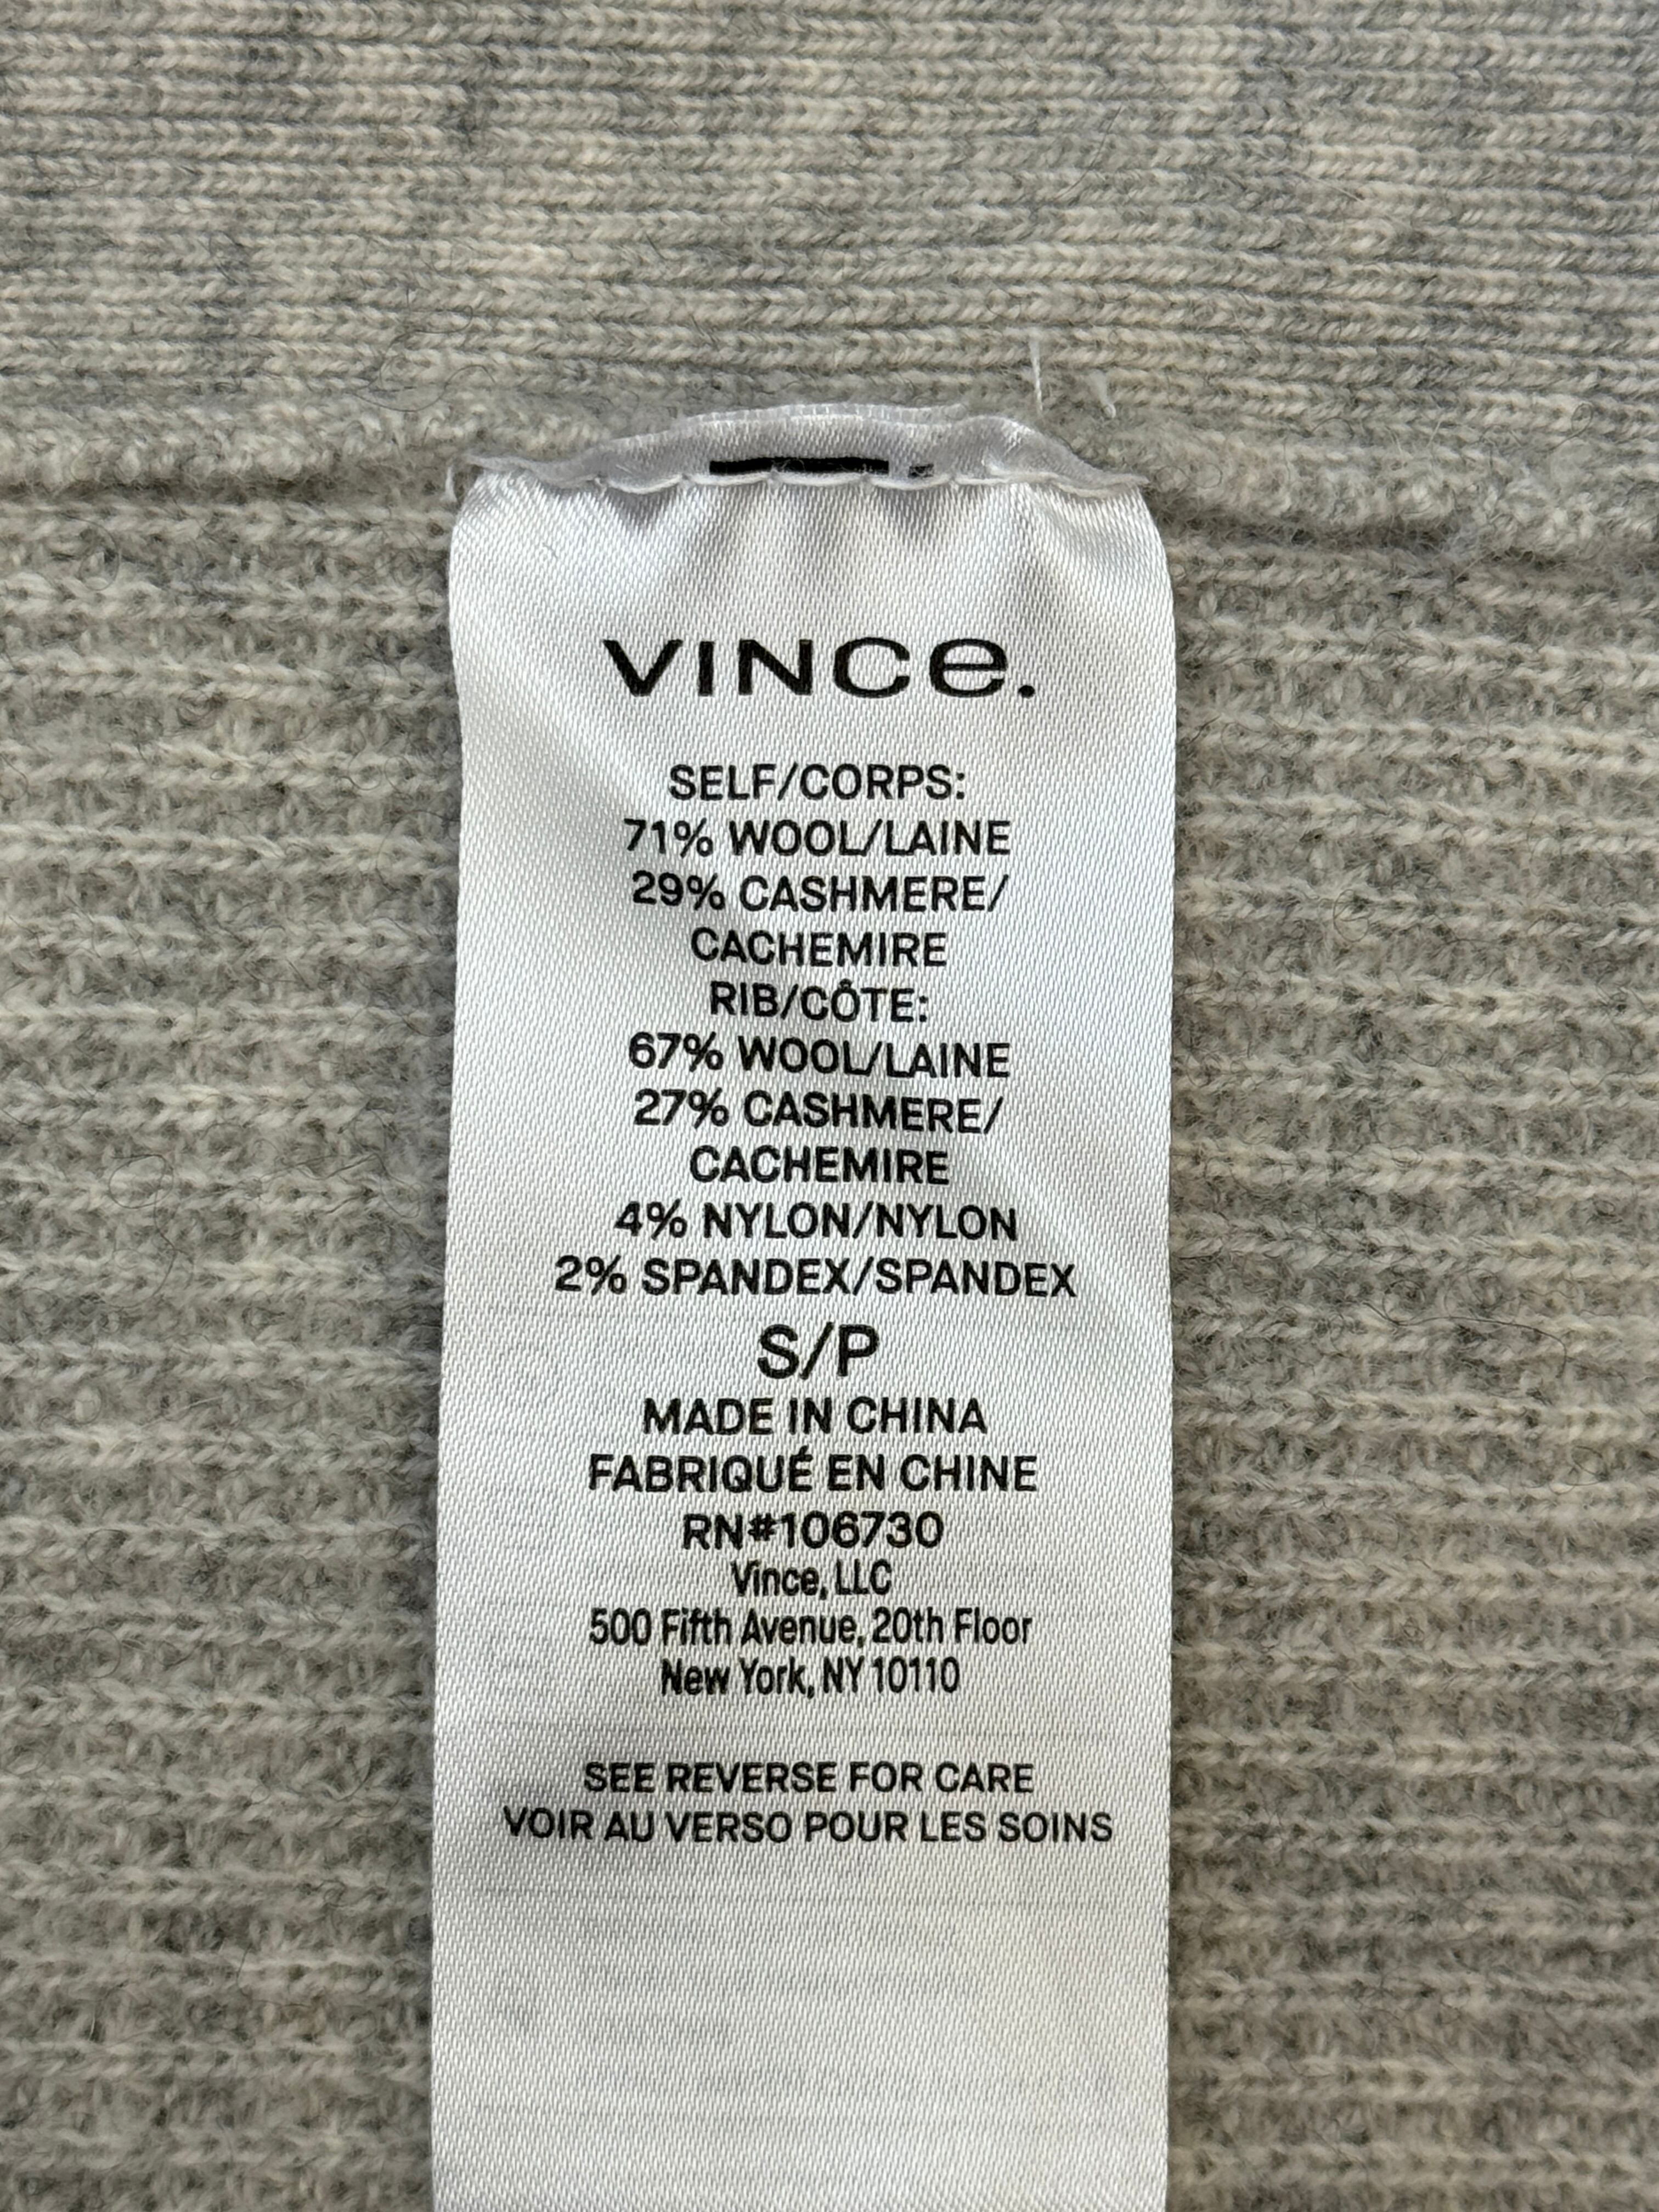 VINCe.
SELF/CORPS:
71% WOOL/LAINE
29% CASHMERE/
CACHEMIRE
RIB/CÔTE:
67% WOOL/LAINE
27% CASHMERE/
CACHEMIRE
4% NYLON/NYLON
2% SPANDEX/SPANDEX
S/P
MADE IN CHINA
FABRIQUÉ EN CHINE
RN#106730
Vince, LLC
500 Fifth Avenue, 20th Floor
New York, NY 10110
SEE REVERSE FOR CARE
VOIR AU VERSO POUR LES SOINS